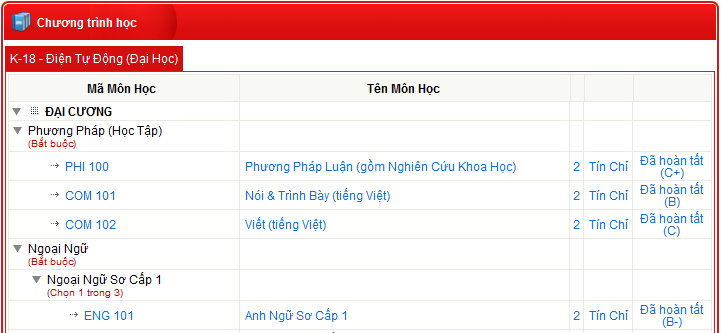 Chương trình học
K-18 - Điện Tự Động (Đại Học)
Mã Môn Học Tên Môn Học
ĐẠI CƯƠNG
Phương Pháp (Học Tập)
(Bắt buộc)
PHI 100 Phương Pháp Luận (gồm Nghiên Cứu Khoa Học) 2 Tín Chỉ Đã hoàn tất
(C+)
COM 101 Nói & Trình Bày (tiếng Việt) 2 Tín Chỉ Đã hoàn tất
(B)
COM 102 Viết (tiếng Việt) 2 Tín Chỉ Đã hoàn tất
(C)
Ngoại Ngữ
(Bắt buộc)
Ngoại Ngữ Sơ Cấp 1
(Chọn 1 trong 3)
ENG 101 Anh Ngữ Sơ Cấp 1 2 Tín Chỉ Đã hoàn tất
(B-)